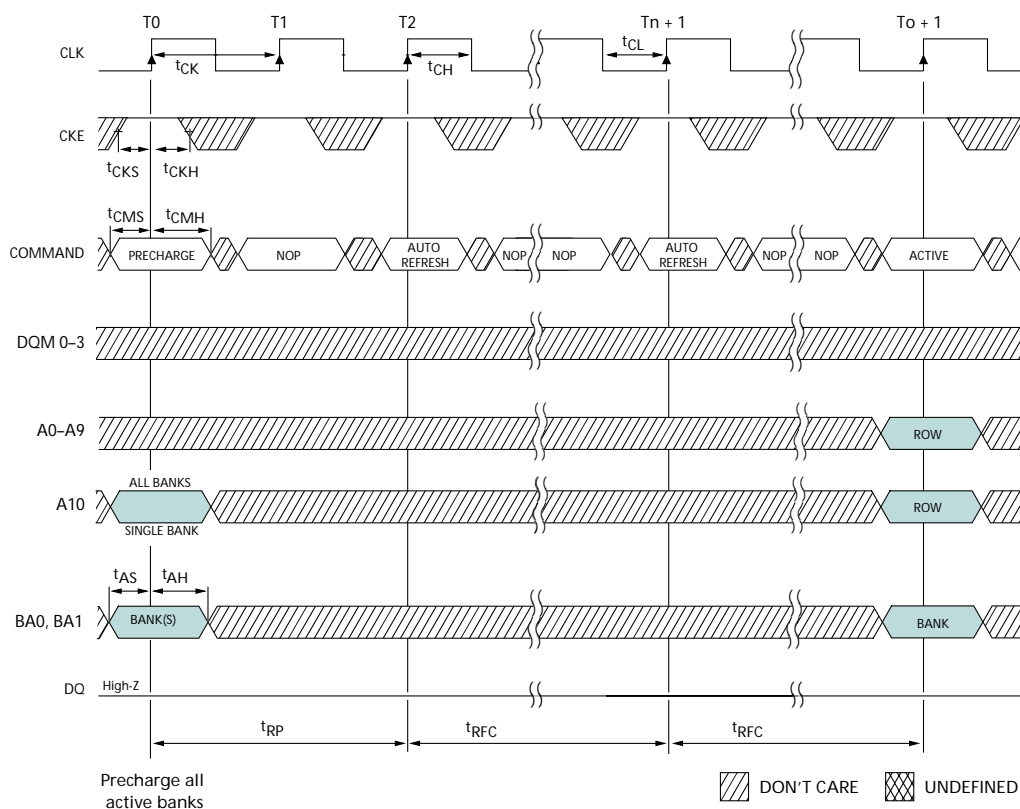 T0 T1 T2 Tn + 1 To + 1
CLK
tCK tCH tCL
CKE
tCKS tCKH
tCMS tCMH
COMMAND PRECHARGE NOP AUTO REFRESH NOP NOP AUTO REFRESH NOP NOP ACTIVE
DQM 0–3
A0–A9 ROW
ALL BANKS
A10 ROW
SINGLE BANK
tAS tAH
BA0, BA1 BANK(S) BANK
DQ High-Z
tRP tRFC tRFC
Precharge all
active banks
DON'T CARE UNDEFINED